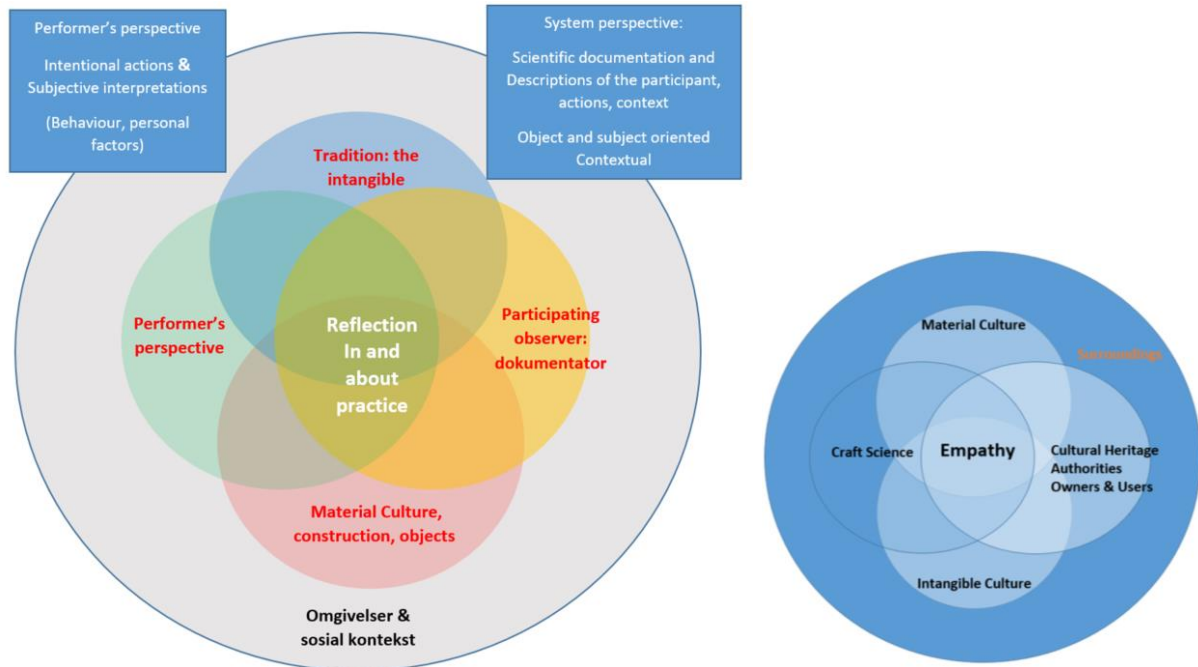 Performer's perspective
Intentional actions &
Subjective interpretations
(Behaviour, personal
factors)
System perspective:
Scientific documentation and
Descriptions of the participant,
actions, context
Object and subject oriented
Contextual
Tradition: the
intangible
Performer's
perspective
Reflection
In and
about
practice
Participating
observer:
dokumentator
Material Culture,
construction, objects
Omgivelser &
sosial kontekst
Material Culture
Surroundings
Craft Science
Empathy
Cultural Heritage
Authorities
Owners & Users
Intangible Culture